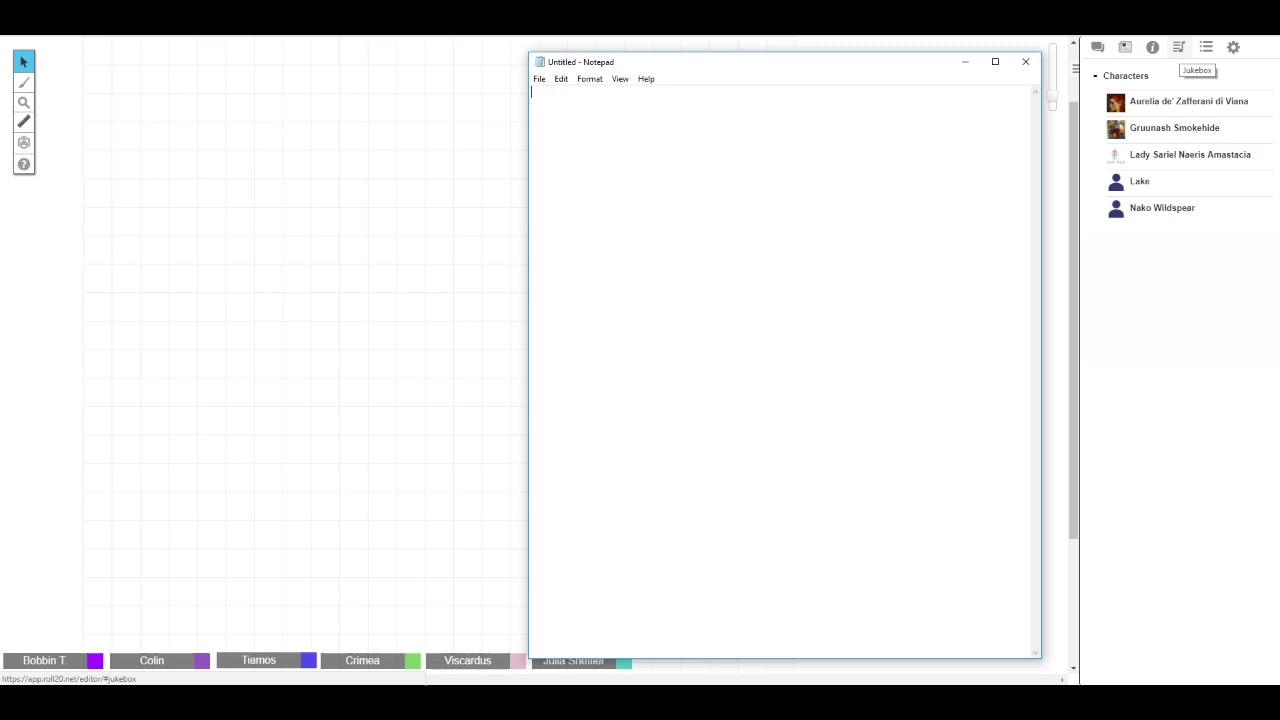 Untitled - Notepad
File Edit Format View Help
Jukebox
Characters
Aurelia de' Zafferani di Viana
Gruunash Smokehide
Lady Sariel Naeris Amastacia
Lake
Nako Wildspear
Bobbin T. Colin Tiamos Crimea Viscardus Julia
https://app.roll20.net/editor/#jukebox